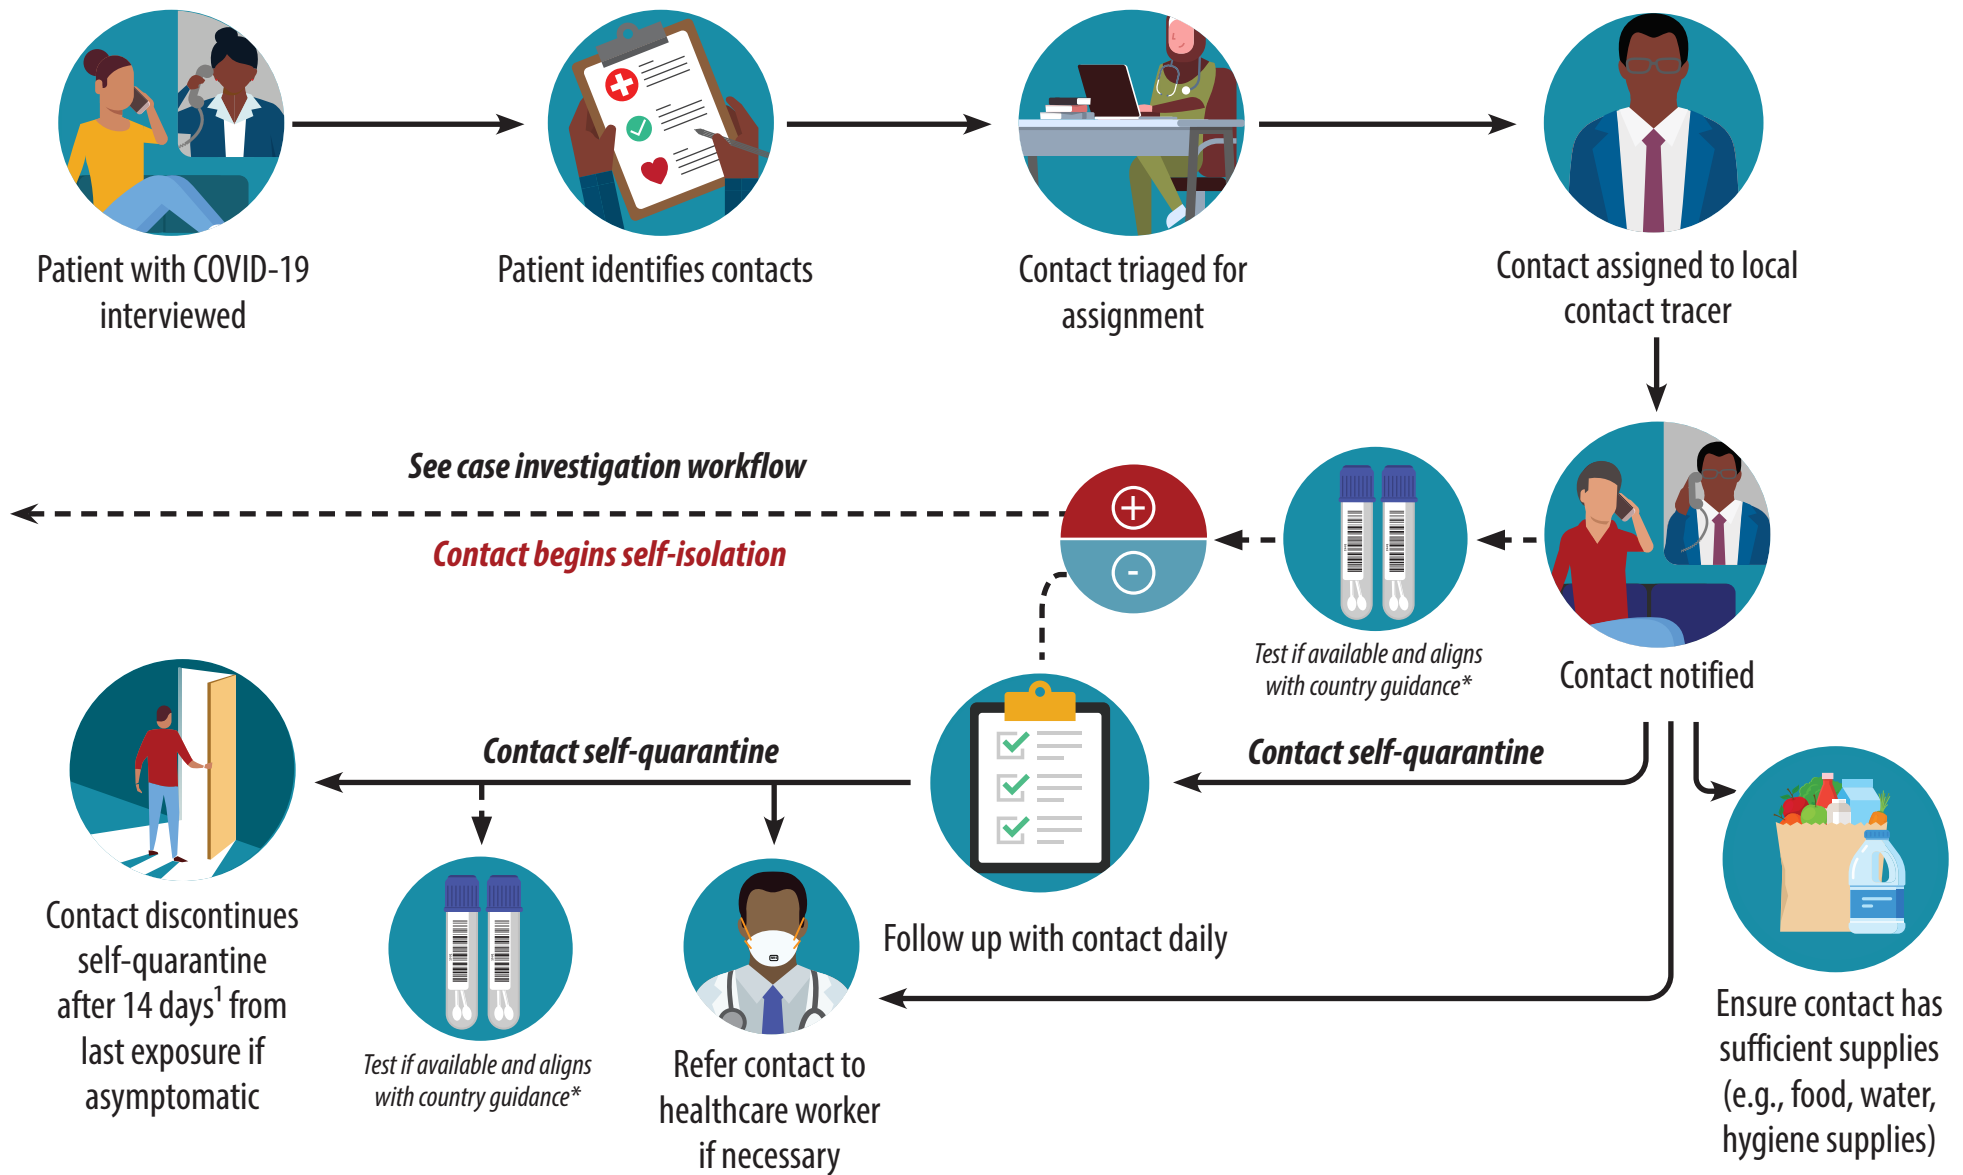 Patient with COVID-19
interviewed
Patient identifies contacts
Contact triaged for
assignment
Contact assigned to local
contact tracer
See case investigation workflow
Contact begins self-isolation
+
-
Test if available and aligns
with country guidance*
Contact notified
Contact self-quarantine
Contact self-quarantine
Follow up with contact daily
Contact discontinues
self-quarantine
after 14 days¹ from
last exposure if
asymptomatic
Test if available and aligns
with country guidance*
Refer contact to
healthcare worker
if necessary
Ensure contact has
sufficient supplies
(e.g., food, water,
hygiene supplies)